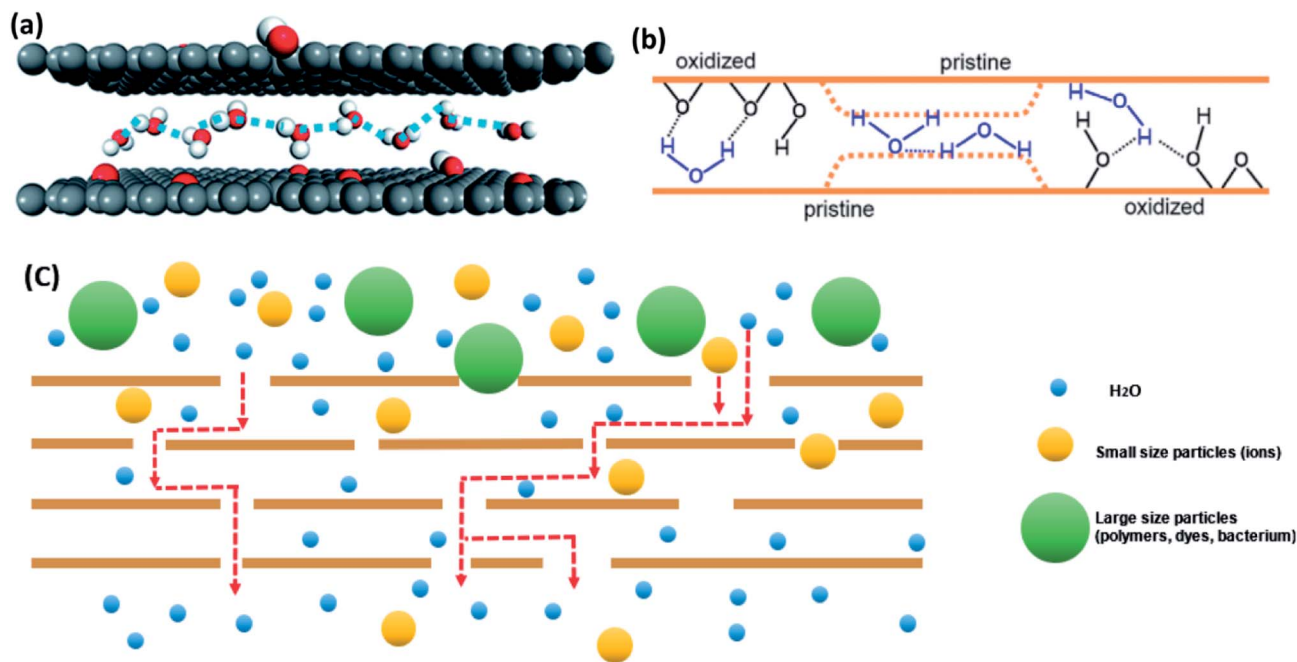 (a)
(b)
oxidized
pristine
O
O
O
H
H
H
O
H
H
O
H
O
H
H
O
H
H
O
H
O
H
O
O
pristine
oxidized
(C)
H2O
Small size particles (ions)
Large size particles
(polymers, dyes, bacterium)